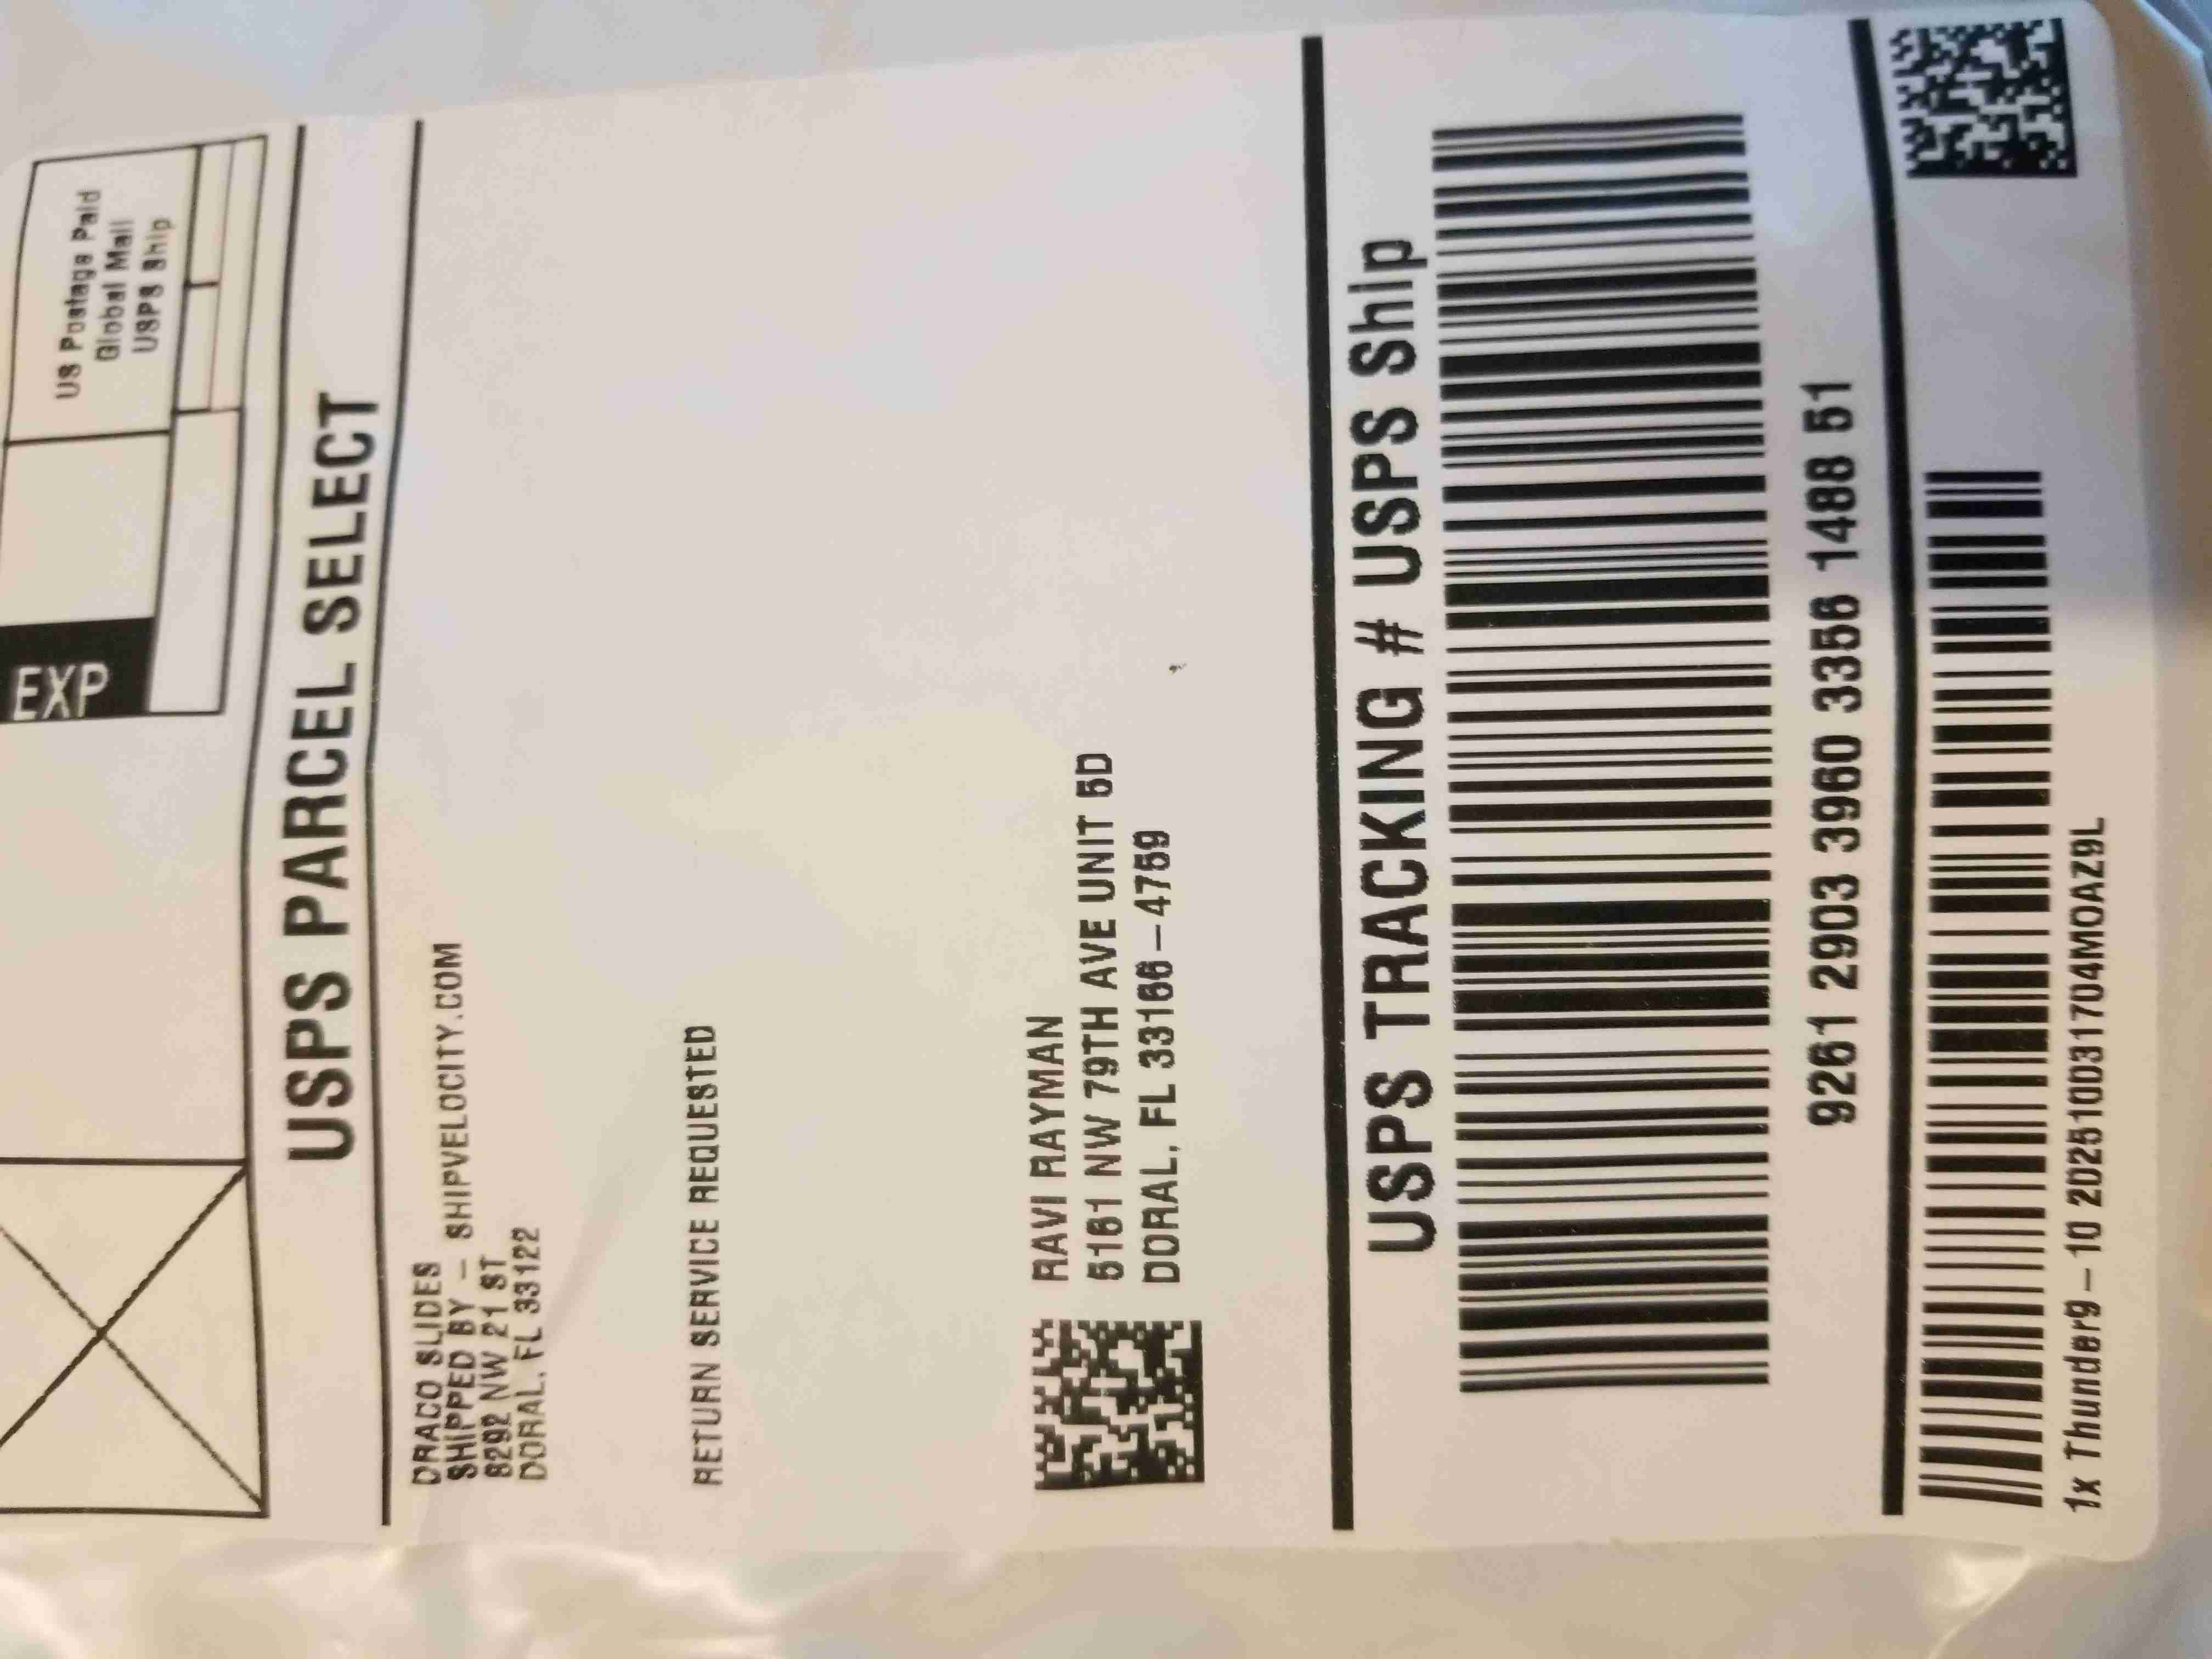 US Postage Paid
Global Mail
USPS Ship
EXP
USPS PARCEL SELECT
DRACO SLIDES
SHIPPED BY - SHIPVELOCITY.COM
8292 NW 21 ST
DORAL, FL 33122
RETURN SERVICE REQUESTED
RAVI RAYMAN
5161 NW 79TH AVE UNIT 5D
DORAL, FL 33166-4759
USPS TRACKING # USPS Ship
9261 2903 3960 3356 1488 51
1x Thunder9-10 202510031704MOAZ9L